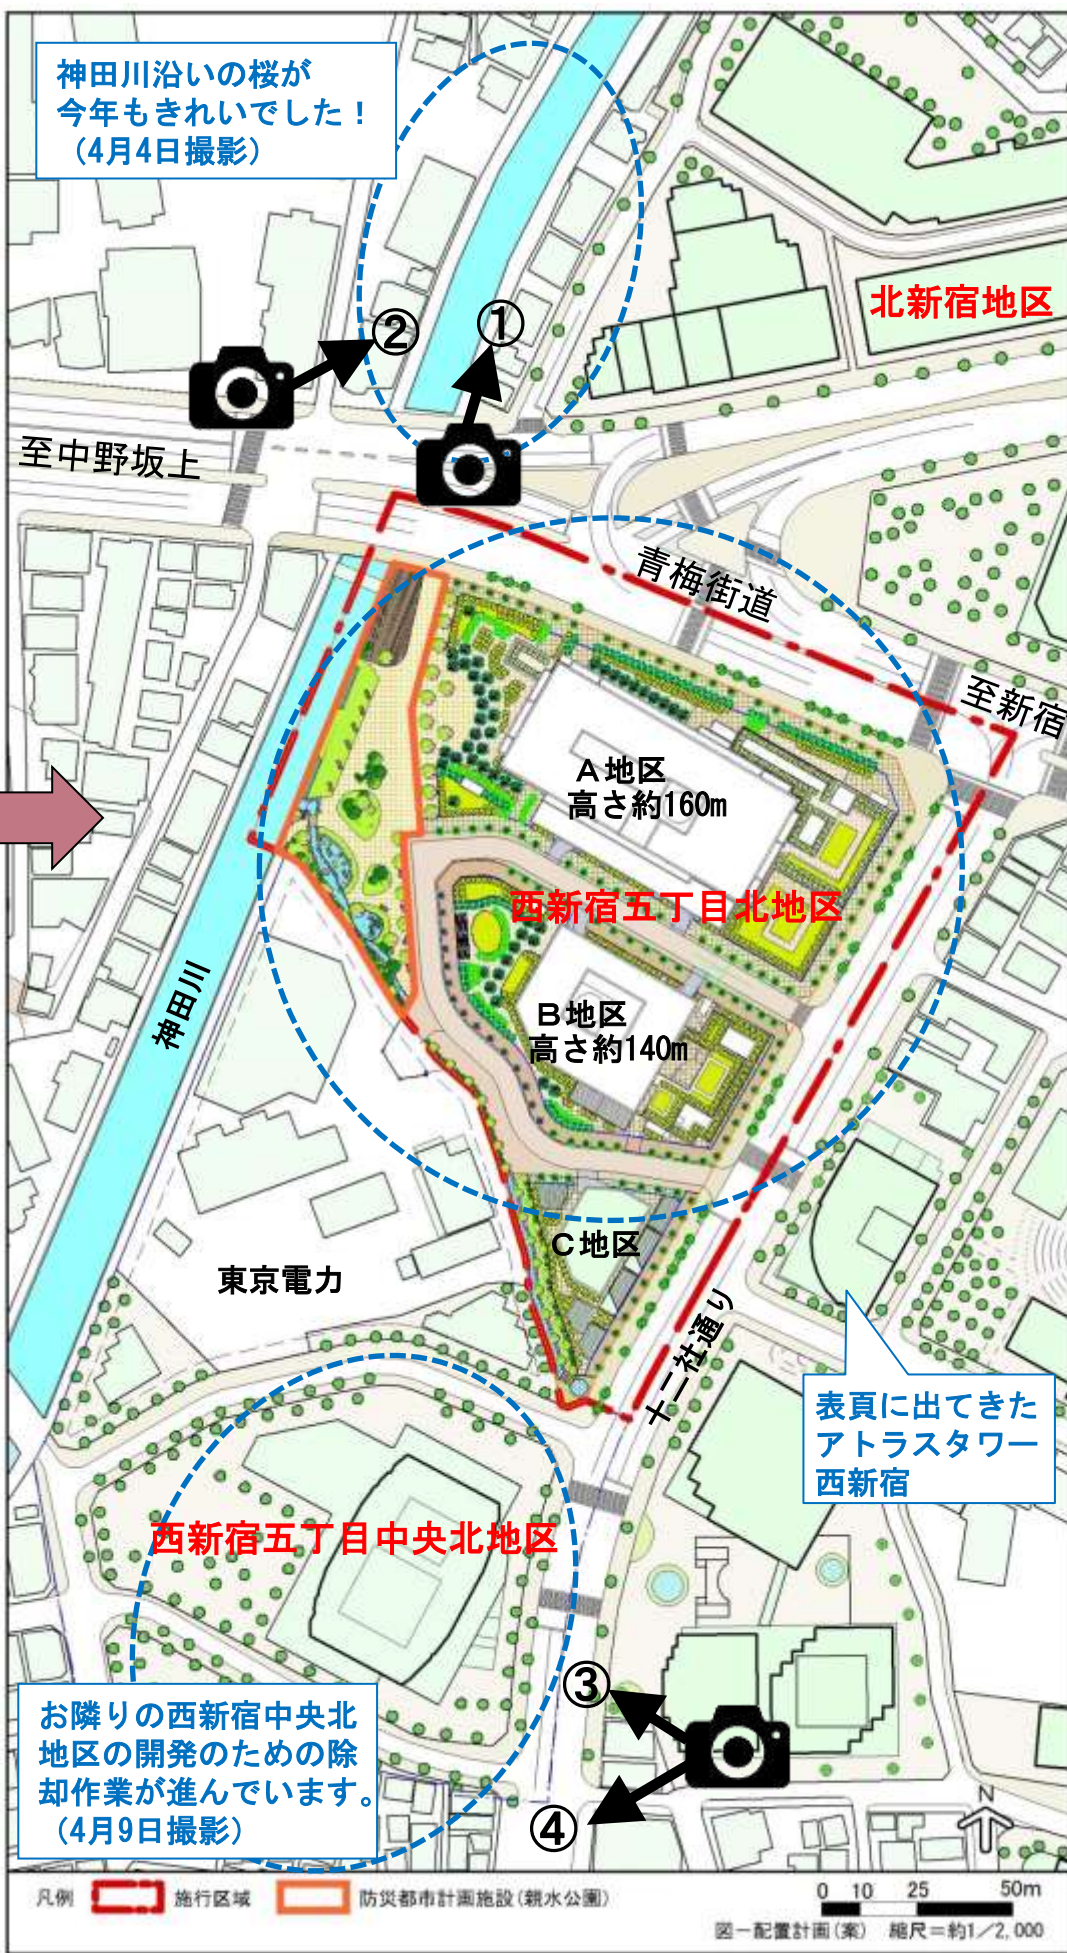 神田川沿いの桜が
今年もきれいでした！
（4月4日撮影）
北新宿地区
②
①
至中野坂上
青梅街道
至新宿
A地区
高さ約160m
西新宿五丁目北地区
B地区
高さ約140m
神田川
C地区
東京電力
十二社通り
表頁に出てきた
アトラスタワー
西新宿
西新宿五丁目中央北地区
③
④
お隣りの西新宿中央北
地区の開発のための除
却作業が進んでいます。
（4月9日撮影）
N
凡例 施行区域 防災都市計画施設（親水公園）
0 10 25 50m
図－配置計画（案） 縮尺＝約1／2,000